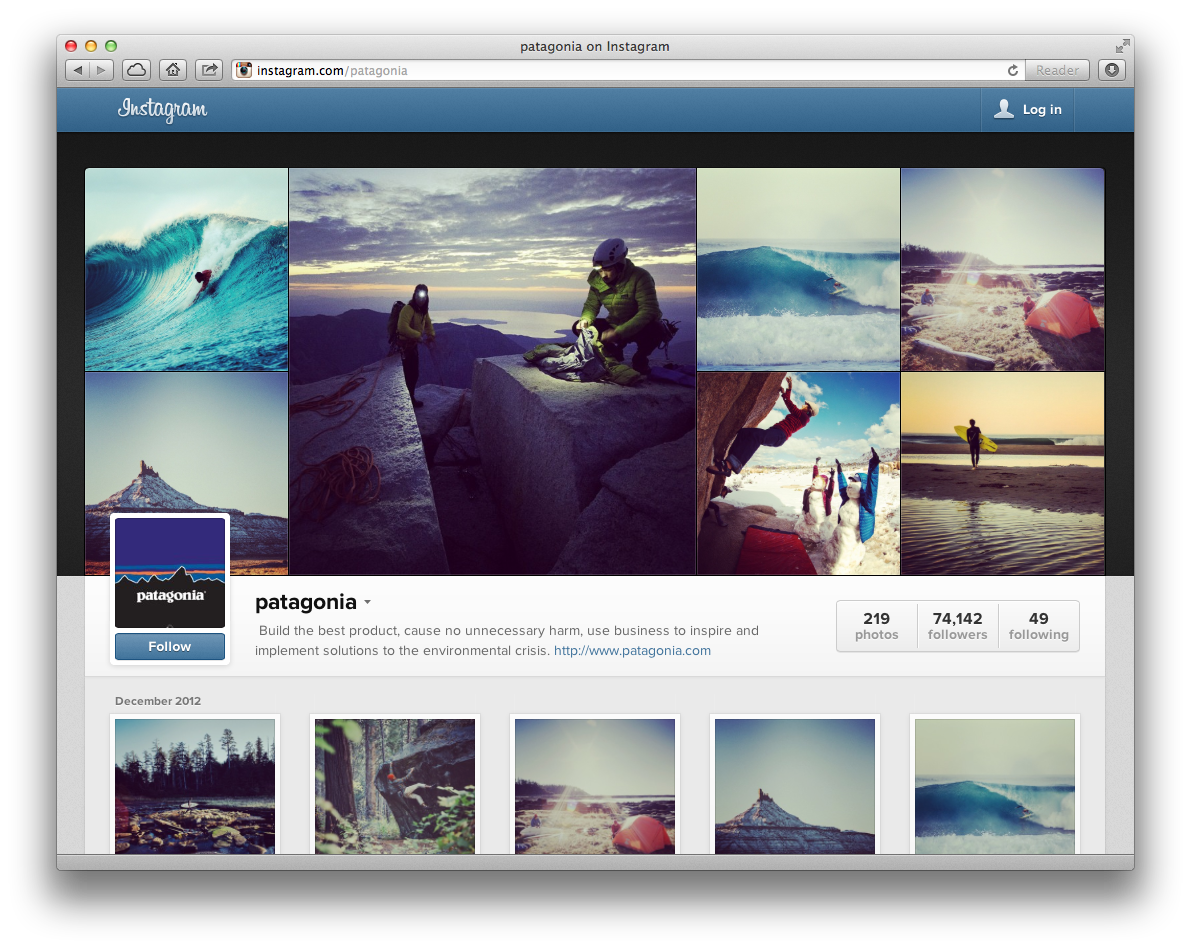 patagonia on Instagram
instagram.com/patagonia
Reader
Instagram
Log in
patagonia
Follow
patagonia
Build the best product, cause no unnecessary harm, use business to inspire and
implement solutions to the environmental crisis. http://www.patagonia.com
219 74,142 49
photos followers following
December 2012